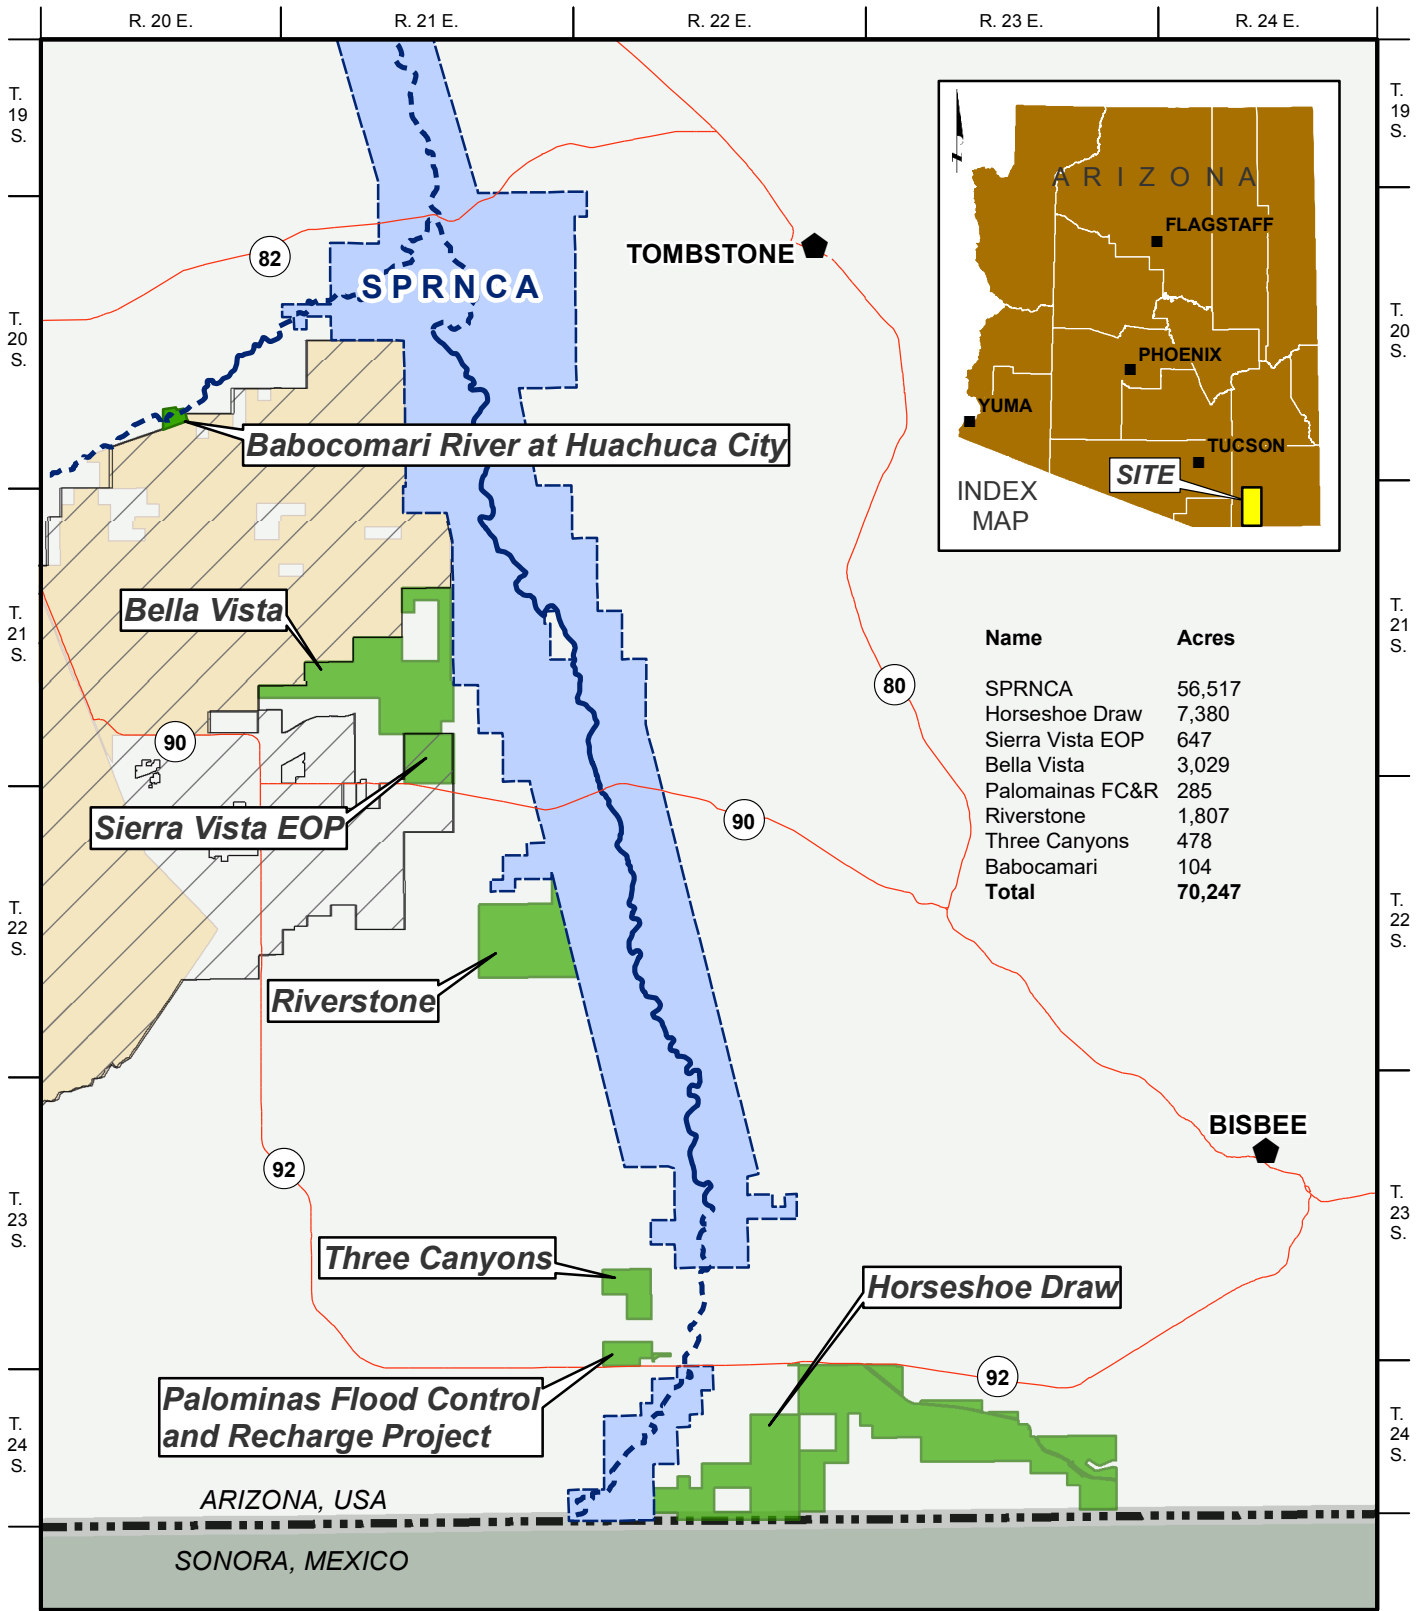 R. 20 E. R. 21 E. R. 22 E. R. 23 E. R. 24 E.
T.
19
S.
T.
20
S.
T.
21
S.
T.
22
S.
T.
23
S.
T.
24
S.
T.
19
S.
T.
20
S.
T.
21
S.
T.
22
S.
T.
23
S.
T.
24
S.
ARIZONA
FLAGSTAFF
PHOENIX
YUMA
TUCSON
SITE
INDEX
MAP
TOMBSTONE
82
SPRNCA
Babocomari River at Huachuca City
Bella Vista
80
90
Sierra Vista EOP
90
Name Acres
SPRNCA 56,517
Horseshoe Draw 7,380
Sierra Vista EOP 647
Bella Vista 3,029
Palomainas FC&R 285
Riverstone 1,807
Three Canyons 478
Babocamari 104
Total 70,247
Riverstone
BISBEE
92
Three Canyons
Horseshoe Draw
92
Palominas Flood Control
and Recharge Project
ARIZONA, USA
SONORA, MEXICO